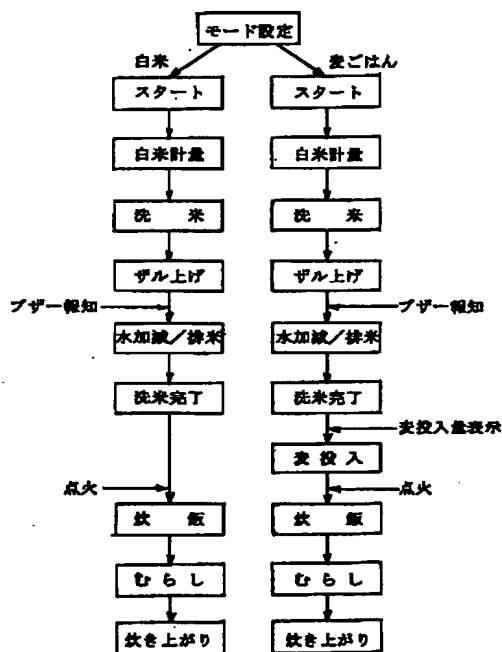 モード設定
白米 麦ごはん
スタート スタート
白米計量 白米計量
洗米 洗米
ザル上げ ザル上げ
ブザー報知 ブザー報知
水加減/排米 水加減/排米
洗米完了 洗米完了
麦投入量表示
麦投入
点火 点火
炊飯 炊飯
むらし むらし
炊き上がり 炊き上がり